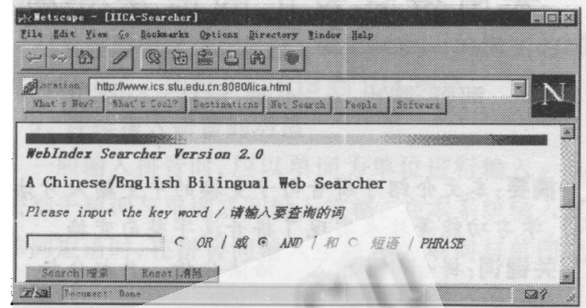 Netscape - [IICA-Searcher]
File Edit View Go Bookmarks Options Directory Window Help
Location: http://www.ics.stu.edu.cn:8080/iica.html
N
What's New? What's Cool? Destinations Net Search People Software
WebIndex Searcher Version 2.0
A Chinese/English Bilingual Web Searcher
Please input the key word / 请输入要查询的词
OR | 或 AND | 和 短语 | PHRASE
Search|搜索 Reset|清除
Document: Done